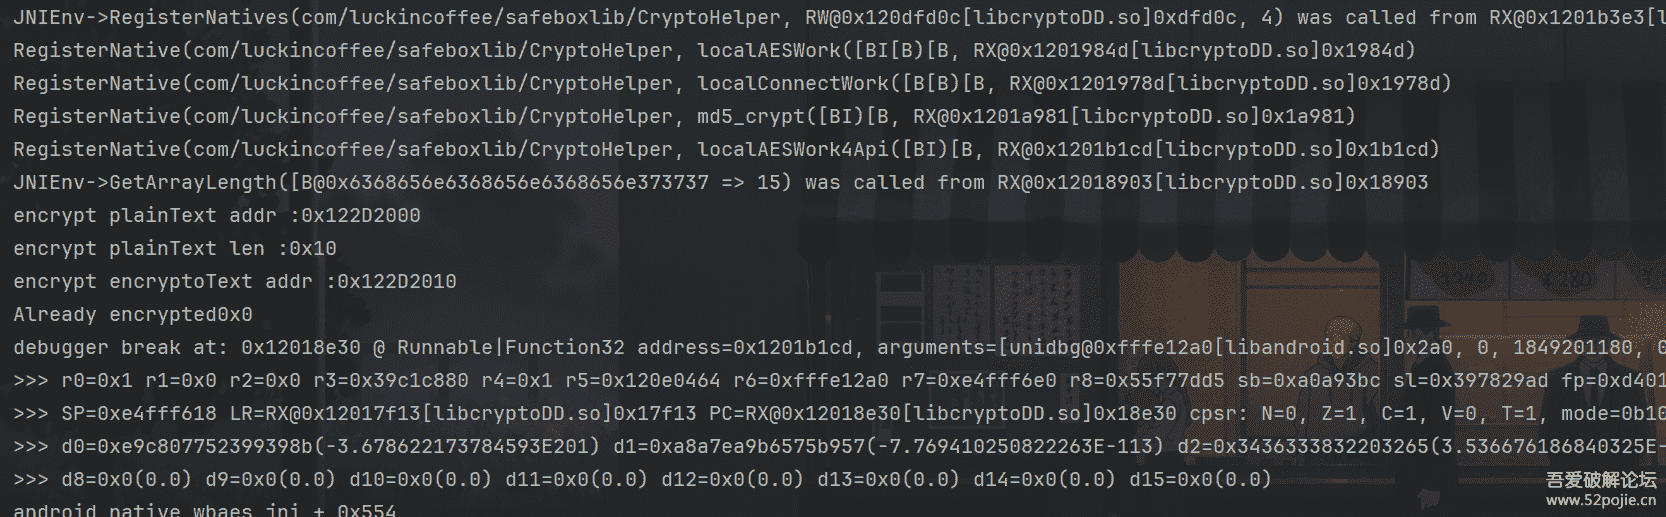 JNIEnv->RegisterNatives(com/luckincoffee/safeboxlib/CryptoHelper, RW@0x120dfd0c[libcryptoDD.so]0xdfd0c, 4) was called from RX@0x1201b3e3[l
RegisterNative(com/luckincoffee/safeboxlib/CryptoHelper, localAESWork([BI[B)[B, RX@0x1201984d[libcryptoDD.so]0x1984d)
RegisterNative(com/luckincoffee/safeboxlib/CryptoHelper, localConnectWork([B[B)[B, RX@0x1201978d[libcryptoDD.so]0x1978d)
RegisterNative(com/luckincoffee/safeboxlib/CryptoHelper, md5_crypt([BI)[B, RX@0x1201a981[libcryptoDD.so]0x1a981)
RegisterNative(com/luckincoffee/safeboxlib/CryptoHelper, localAESWork4Api([BI)[B, RX@0x1201b1cd[libcryptoDD.so]0x1b1cd)
JNIEnv->GetArrayLength([B@0x6368656e6368656e6368656e373737 => 15) was called from RX@0x12018903[libcryptoDD.so]0x18903
encrypt plainText addr :0x122D2000
encrypt plainText len :0x10
encrypt encryptoText addr :0x122D2010
Already encrypted0x0
debugger break at: 0x12018e30 @ Runnable|Function32 address=0x1201b1cd, arguments=[unidbg@0xfffe12a0[libandroid.so]0x2a0, 0, 1849201180, 0
>>> r0=0x1 r1=0x0 r2=0x0 r3=0x39c1c880 r4=0x1 r5=0x120e0464 r6=0xfffe12a0 r7=0xe4fff6e0 r8=0x55f77dd5 sb=0xa0a93bc sl=0x397829ad fp=0xd401
>>> SP=0xe4fff618 LR=RX@0x12017f13[libcryptoDD.so]0x17f13 PC=RX@0x12018e30[libcryptoDD.so]0x18e30 cpsr: N=0, Z=1, C=1, V=0, T=1, mode=0b10
>>> d0=0xe9c807752399398b(-3.678622173784593E201) d1=0xa8a7ea9b6575b957(-7.769410250822263E-113) d2=0x3436333832203265(3.536676186840325E-
>>> d8=0x0(0.0) d9=0x0(0.0) d10=0x0(0.0) d11=0x0(0.0) d12=0x0(0.0) d13=0x0(0.0) d14=0x0(0.0) d15=0x0(0.0)
android native wbaes jni + 0x554
吾爱破解论坛
www.52pojie.cn